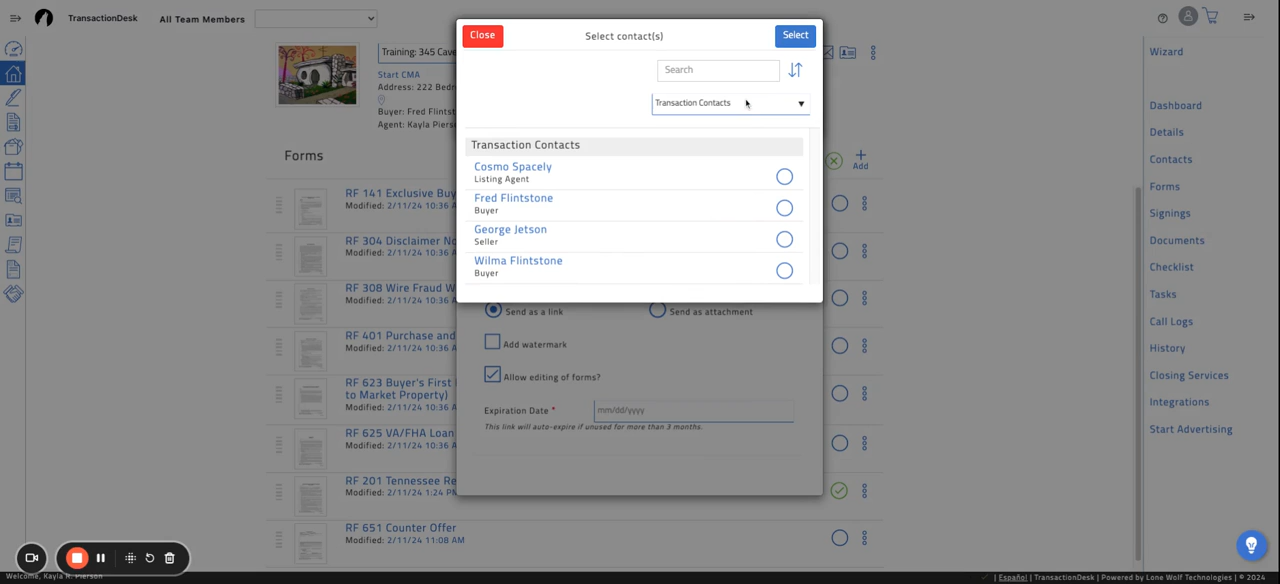 TransactionDesk
All Team Members
Close
Select contact(s)
Select
Search
Transaction Contacts
Transaction Contacts
Cosmo Spacely
Listing Agent
Fred Flintstone
Buyer
George Jetson
Seller
Wilma Flintstone
Buyer
Training: 345 Cave
Start CMA
Address: 222 Bedr
Buyer: Fred Flintst
Agent: Kayla Pierso
Forms
Add
RF 141 Exclusive Buy
Modified: 2/11/24 10:36 A
RF 304 Disclaimer No
Modified: 2/11/24 10:36 A
RF 308 Wire Fraud W
Modified: 2/11/24 10:36 A
RF 401 Purchase and
Modified: 2/11/24 10:36 A
RF 623 Buyer's First
to Market Property)
Modified: 2/11/24 10:36 A
RF 625 VA/FHA Loan
Modified: 2/11/24 10:36 A
RF 201 Tennessee Re
Modified: 2/11/24 1:24 PM
RF 651 Counter Offer
Modified: 2/11/24 11:08 AM
Send as a link
Send as attachment
Add watermark
Allow editing of forms?
Expiration Date *
mm/dd/yyyy
This link will auto-expire if unused for more than 3 months.
Wizard
Dashboard
Details
Contacts
Forms
Signings
Documents
Checklist
Tasks
Call Logs
History
Closing Services
Integrations
Start Advertising
Welcome, Kayla R. Pierson
| Español | TransactionDesk | Powered by Lone Wolf Technologies | © 2024